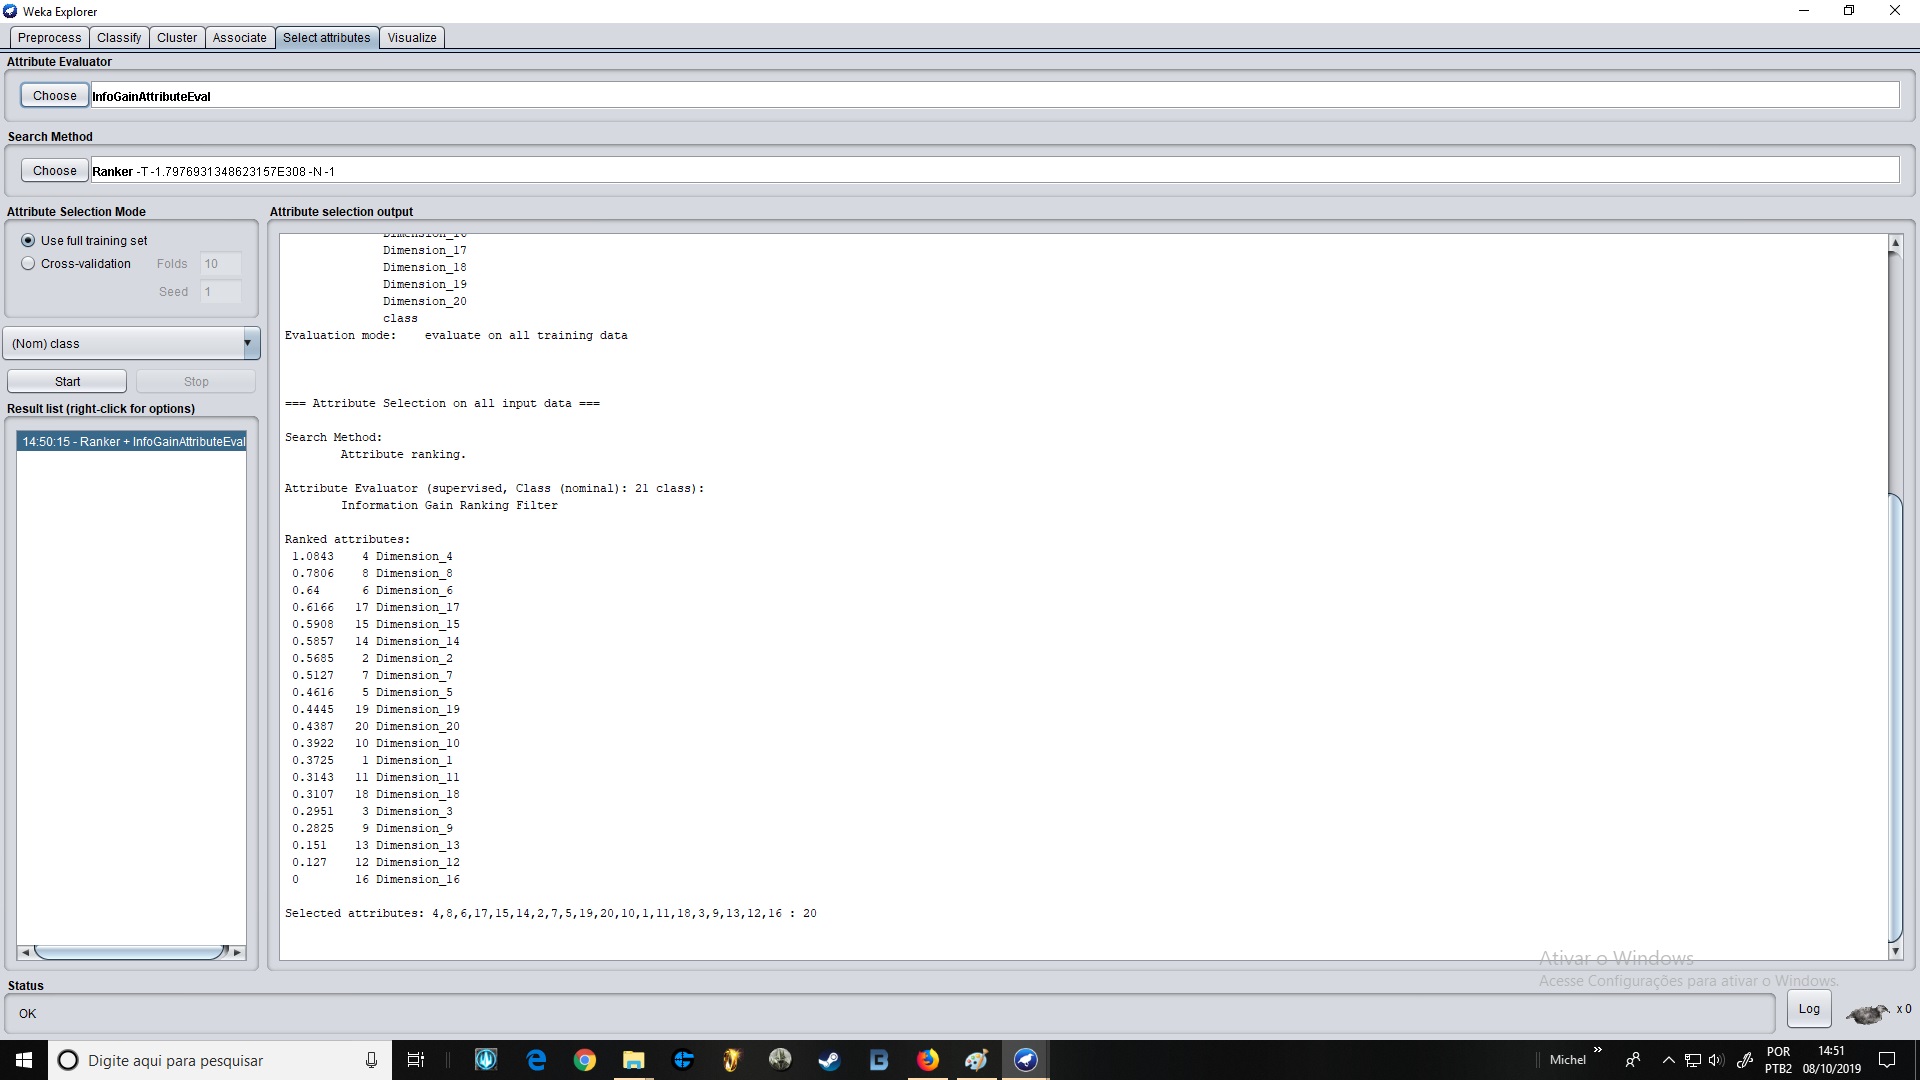 Weka Explorer
Preprocess Classify Cluster Associate Select attributes Visualize
Attribute Evaluator
Choose InfoGainAttributeEval
Search Method
Choose Ranker -T -1.7976931348623157E308 -N -1
Attribute Selection Mode
Use full training set
Cross-validation Folds 10
Seed 1
(Nom) class
Start Stop
Result list (right-click for options)
14:50:15 - Ranker + InfoGainAttributeEval
Attribute selection output
Dimension_16
Dimension_17
Dimension_18
Dimension_19
Dimension_20
class
Evaluation mode: evaluate on all training data
=== Attribute Selection on all input data ===
Search Method:
Attribute ranking.
Attribute Evaluator (supervised, Class (nominal): 21 class):
Information Gain Ranking Filter
Ranked attributes:
1.0843 4 Dimension_4
0.7806 8 Dimension_8
0.64 6 Dimension_6
0.6166 17 Dimension_17
0.5908 15 Dimension_15
0.5857 14 Dimension_14
0.5685 2 Dimension_2
0.5127 7 Dimension_7
0.4616 5 Dimension_5
0.4445 19 Dimension_19
0.4387 20 Dimension_20
0.3922 10 Dimension_10
0.3725 1 Dimension_1
0.3143 11 Dimension_11
0.3107 18 Dimension_18
0.2951 3 Dimension_3
0.2825 9 Dimension_9
0.151 13 Dimension_13
0.127 12 Dimension_12
0 16 Dimension_16
Selected attributes: 4,8,6,17,15,14,2,7,5,19,20,10,1,11,18,3,9,13,12,16 : 20
Ativar o Windows
Acesse Configurações para ativar o Windows.
Status
OK
Log x 0
Digite aqui para pesquisar
Michel
POR
PTB2
14:51
08/10/2019